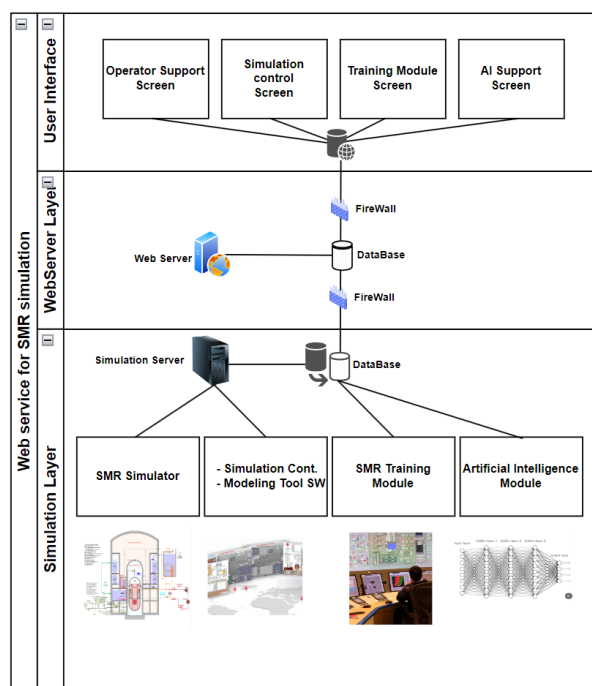 Web service for SMR simulation
User Interface
Operator Support
Screen
Simulation
control
Screen
Training Module
Screen
AI Support
Screen
WebServer Layer
FireWall
Web Server
DataBase
FireWall
Simulation Layer
Simulation Server
DataBase
SMR Simulator
- Simulation Cont.
- Modeling Tool SW
SMR Training
Module
Artificial Intelligence
Module